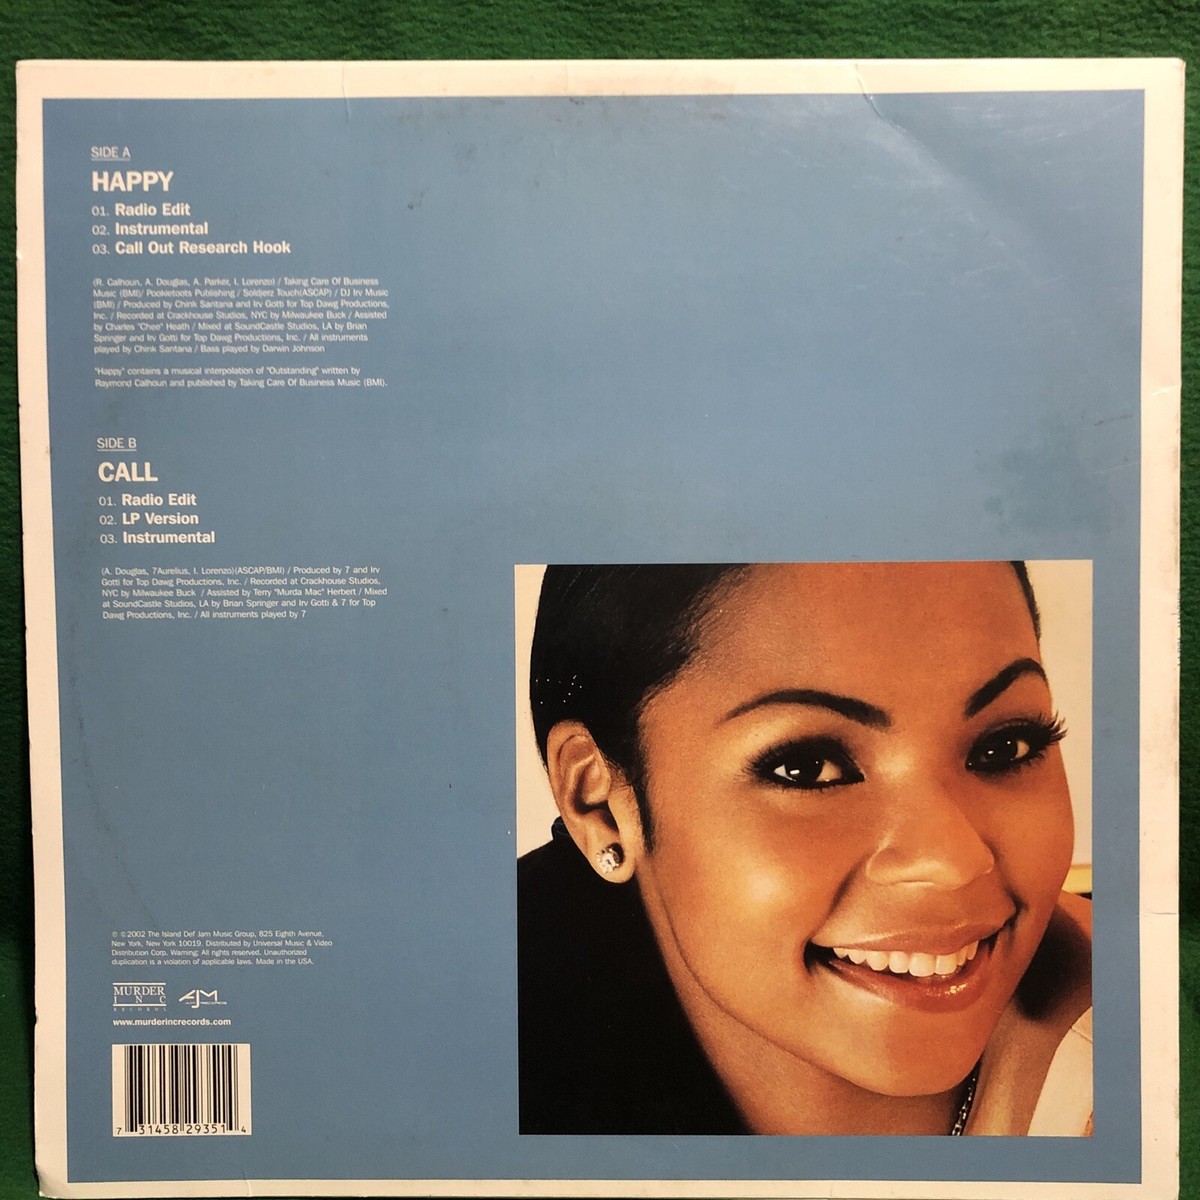 SIDE A
HAPPY
01. Radio Edit
02. Instrumental
03. Call Out Research Hook
(R. Calhoun, A. Douglas, A. Parker, I. Lorenzo) / Taking Care Of Business
Music (BMI)/ Pookietoots Publishing / Soldierz Touch(ASCAP) / DJ Irv Music
(BMI) / Produced by Chink Santana and Irv Gotti for Top Dawg Productions,
Inc. / Recorded at Crackhouse Studios, NYC by Milwaukee Buck / Assisted
by Charles "Chee" Heath / Mixed at SoundCastle Studios, LA by Brian
Springer and Irv Gotti for Top Dawg Productions, Inc. / All instruments
played by Chink Santana / Bass played by Darwin Johnson
"Happy" contains a musical interpolation of "Outstanding" written by
Raymond Calhoun and published by Taking Care Of Business Music (BMI).
SIDE B
CALL
01. Radio Edit
02. LP Version
03. Instrumental
(A. Douglas, 7Aurelius, I. Lorenzo)(ASCAP/BMI) / Produced by 7 and Irv
Gotti for Top Dawg Productions, Inc. / Recorded at Crackhouse Studios,
NYC by Milwaukee Buck / Assisted by Terry "Murda Mac" Herbert / Mixed
at SoundCastle Studios, LA by Brian Springer and Irv Gotti & 7 for Top
Dawg Productions, Inc. / All instruments played by 7
℗ ©2002 The Island Def Jam Music Group, 825 Eighth Avenue,
New York, New York 10019. Distributed by Universal Music & Video
Distribution Corp. Warning: All rights reserved. Unauthorized
duplication is a violation of applicable laws. Made in the USA.
MURDER
INC
RECORDS
AJM
www.murderincrecords.com
7 31458 29351 4